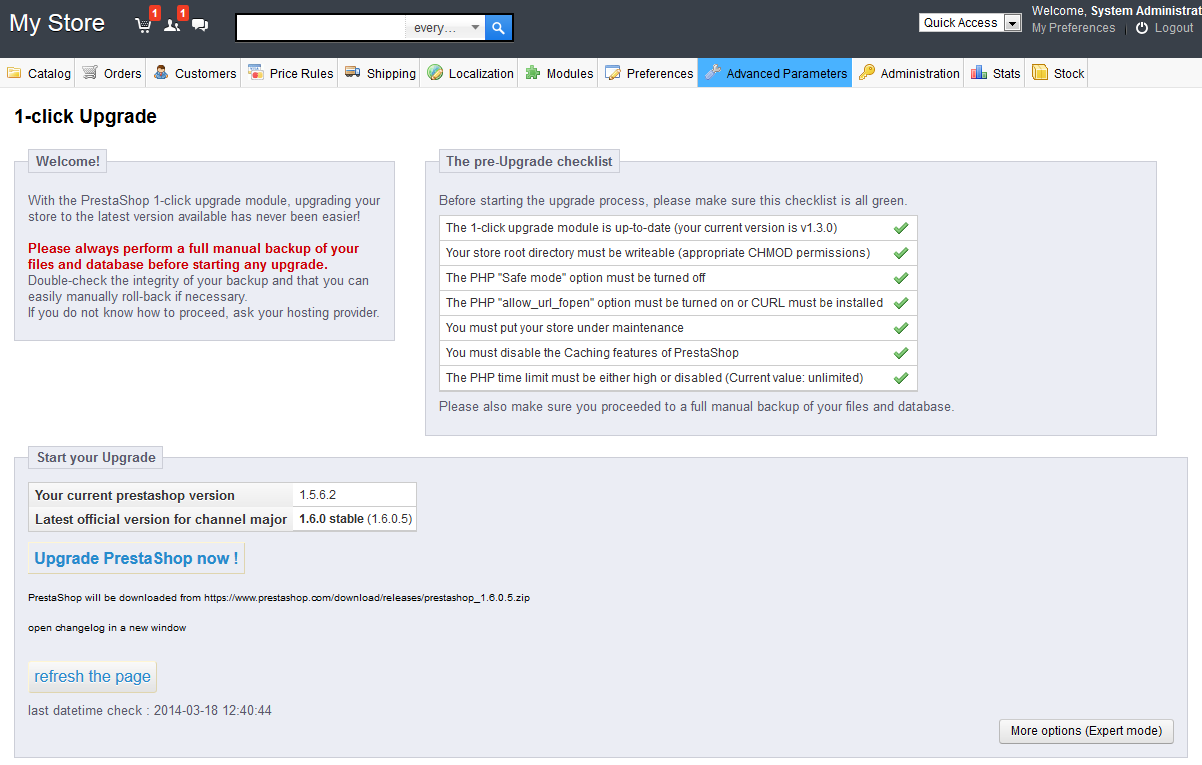 My Store
1
1
every…
Quick Access
Welcome, System Administrat
My Preferences
Logout
Catalog
Orders
Customers
Price Rules
Shipping
Localization
Modules
Preferences
Advanced Parameters
Administration
Stats
Stock
1-click Upgrade
Welcome!
With the PrestaShop 1-click upgrade module, upgrading your
store to the latest version available has never been easier!
Please always perform a full manual backup of your
files and database before starting any upgrade.
Double-check the integrity of your backup and that you can
easily manually roll-back if necessary.
If you do not know how to proceed, ask your hosting provider.
The pre-Upgrade checklist
Before starting the upgrade process, please make sure this checklist is all green.
The 1-click upgrade module is up-to-date (your current version is v1.3.0)
Your store root directory must be writeable (appropriate CHMOD permissions)
The PHP "Safe mode" option must be turned off
The PHP "allow_url_fopen" option must be turned on or CURL must be installed
You must put your store under maintenance
You must disable the Caching features of PrestaShop
The PHP time limit must be either high or disabled (Current value: unlimited)
Please also make sure you proceeded to a full manual backup of your files and database.
Start your Upgrade
Your current prestashop version 1.5.6.2
Latest official version for channel major 1.6.0 stable (1.6.0.5)
Upgrade PrestaShop now !
PrestaShop will be downloaded from https://www.prestashop.com/download/releases/prestashop_1.6.0.5.zip
open changelog in a new window
refresh the page
last datetime check : 2014-03-18 12:40:44
More options (Expert mode)